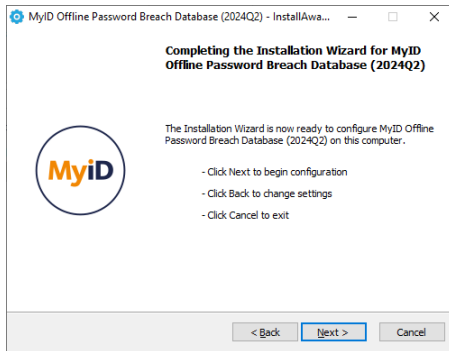 MyID Offline Password Breach Database (2024Q2) - InstallAwa...
Completing the Installation Wizard for MyID
Offline Password Breach Database (2024Q2)
The Installation Wizard is now ready to configure MyID Offline
Password Breach Database (2024Q2) on this computer.
- Click Next to begin configuration
- Click Back to change settings
- Click Cancel to exit
MyiD
< Back
Next >
Cancel